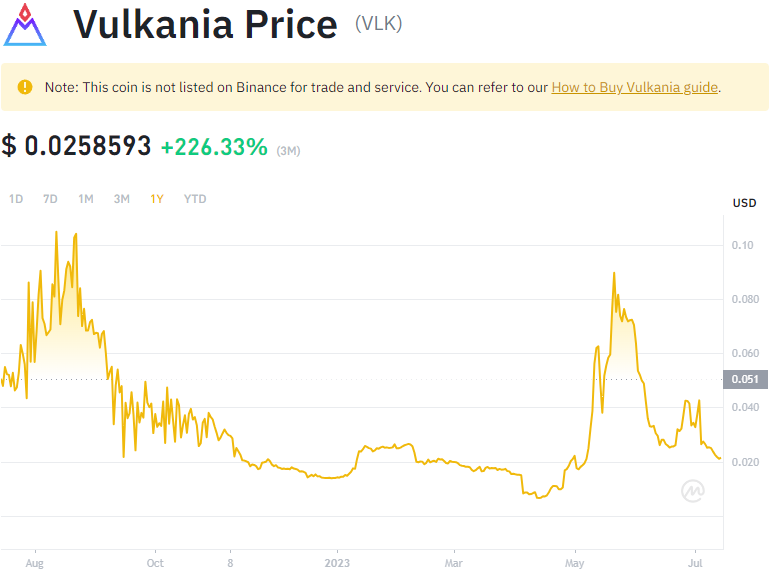 Vulkania Price (VLK)
Note: This coin is not listed on Binance for trade and service. You can refer to our How to Buy Vulkania guide.
$ 0.0258593 +226.33% (3M)
1D 7D 1M 3M 1Y YTD
USD
0.10
0.080
0.060
0.051
0.040
0.020
Aug Oct 8 2023 Mar May Jul